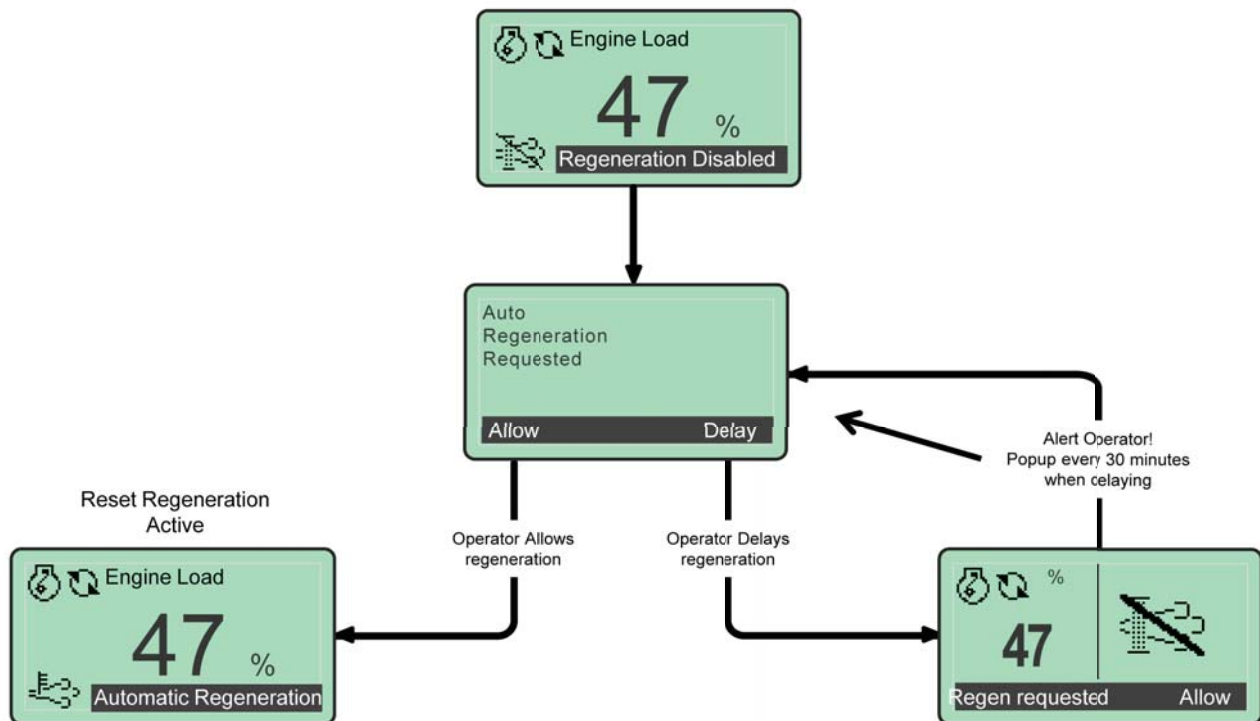 Engine Load
47 %
Regeneration Disabled
Auto
Regeneration
Requested
Allow Delay
Alert Operator!
Popup every 30 minutes
when delaying
Reset Regeneration
Active
Operator Allows
regeneration
Operator Delays
regeneration
Engine Load
47 %
Automatic Regeneration
%
47
Regen requested Allow